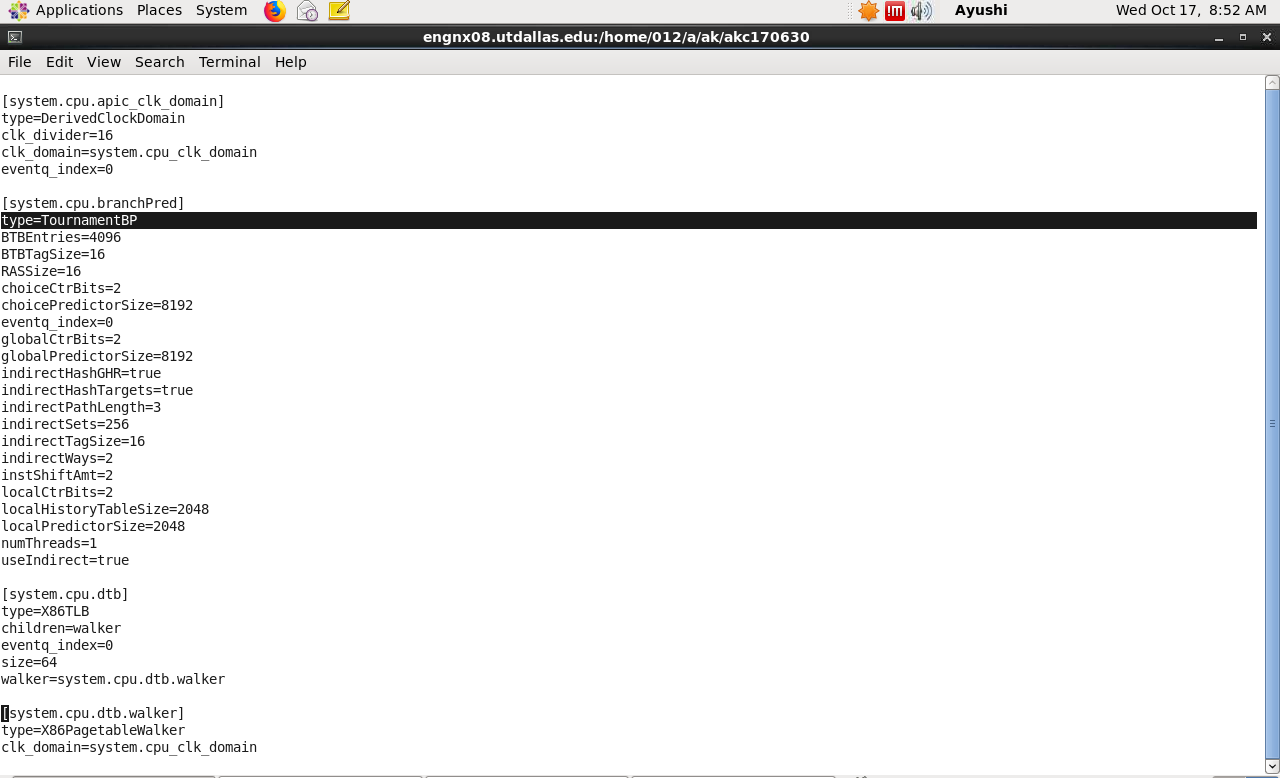 Applications Places System Ayushi Wed Oct 17, 8:52 AM
engnx08.utdallas.edu:/home/012/a/ak/akc170630
File Edit View Search Terminal Help
[system.cpu.apic_clk_domain]
type=DerivedClockDomain
clk_divider=16
clk_domain=system.cpu_clk_domain
eventq_index=0
[system.cpu.branchPred]
type=TournamentBP
BTBEntries=4096
BTBTagSize=16
RASSize=16
choiceCtrBits=2
choicePredictorSize=8192
eventq_index=0
globalCtrBits=2
globalPredictorSize=8192
indirectHashGHR=true
indirectHashTargets=true
indirectPathLength=3
indirectSets=256
indirectTagSize=16
indirectWays=2
instShiftAmt=2
localCtrBits=2
localHistoryTableSize=2048
localPredictorSize=2048
numThreads=1
useIndirect=true
[system.cpu.dtb]
type=X86TLB
children=walker
eventq_index=0
size=64
walker=system.cpu.dtb.walker
[system.cpu.dtb.walker]
type=X86PagetableWalker
clk_domain=system.cpu_clk_domain